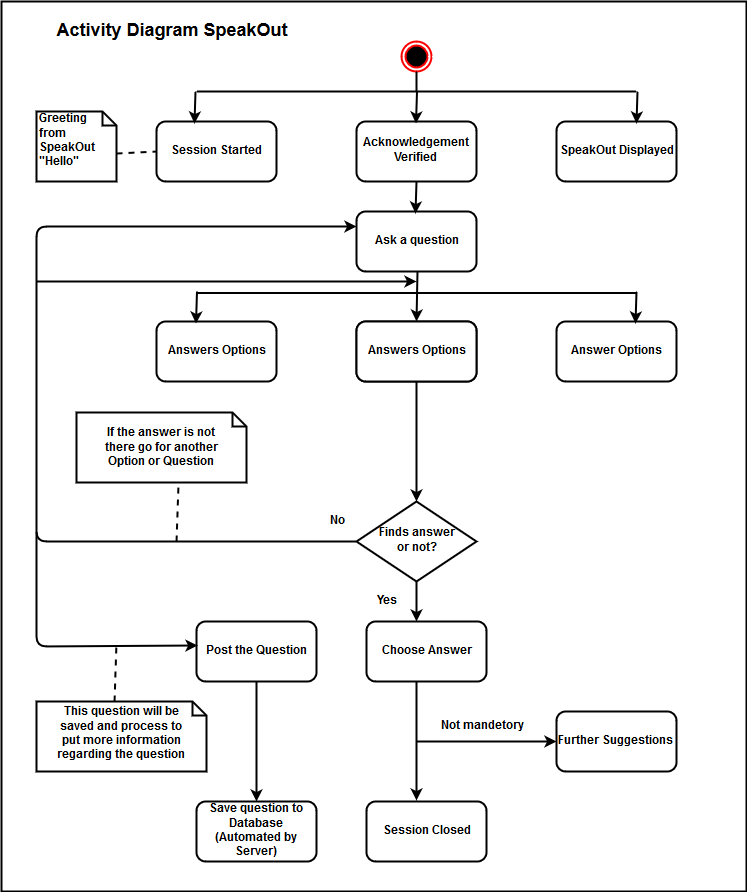 Activity Diagram SpeakOut
Greeting
from
SpeakOut
"Hello"
Session Started
Acknowledgement
Verified
SpeakOut Displayed
Ask a question
Answers Options
Answers Options
Answer Options
If the answer is not
there go for another
Option or Question
No
Finds answer
or not?
Yes
Post the Question
Choose Answer
This question will be
saved and process to
put more information
regarding the question
Not mandetory
Further Suggestions
Save question to
Database
(Automated by
Server)
Session Closed